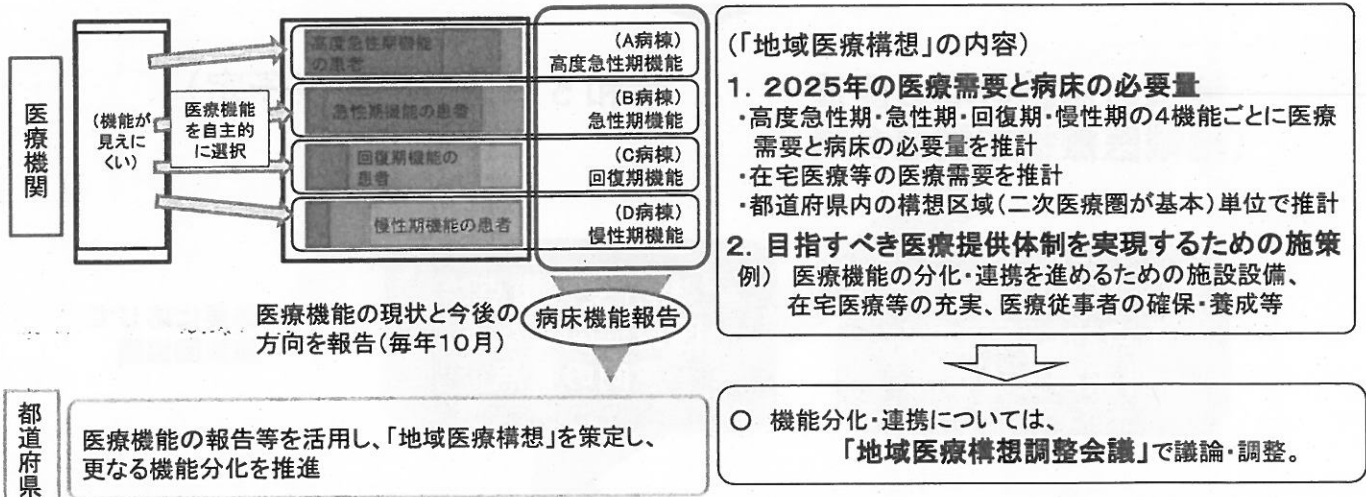 医療機関
(機能が
見えに
くい)
医療機能
を自主的
に選択
高度急性期機能
の患者
(A病棟)
高度急性期機能
急性期機能の患者
(B病棟)
急性期機能
回復期機能の
患者
(C病棟)
回復期機能
慢性期機能の患者
(D病棟)
慢性期機能
医療機能の現状と今後の
方向を報告(毎年10月)
病床機能報告
都道府県
医療機能の報告等を活用し、「地域医療構想」を策定し、
更なる機能分化を推進
(「地域医療構想」の内容)
1. 2025年の医療需要と病床の必要量
・高度急性期・急性期・回復期・慢性期の4機能ごとに医療
需要と病床の必要量を推計
・在宅医療等の医療需要を推計
・都道府県内の構想区域(二次医療圏が基本)単位で推計
2. 目指すべき医療提供体制を実現するための施策
例) 医療機能の分化・連携を進めるための施設設備、
在宅医療等の充実、医療従事者の確保・養成等
○ 機能分化・連携については、
「地域医療構想調整会議」で議論・調整。